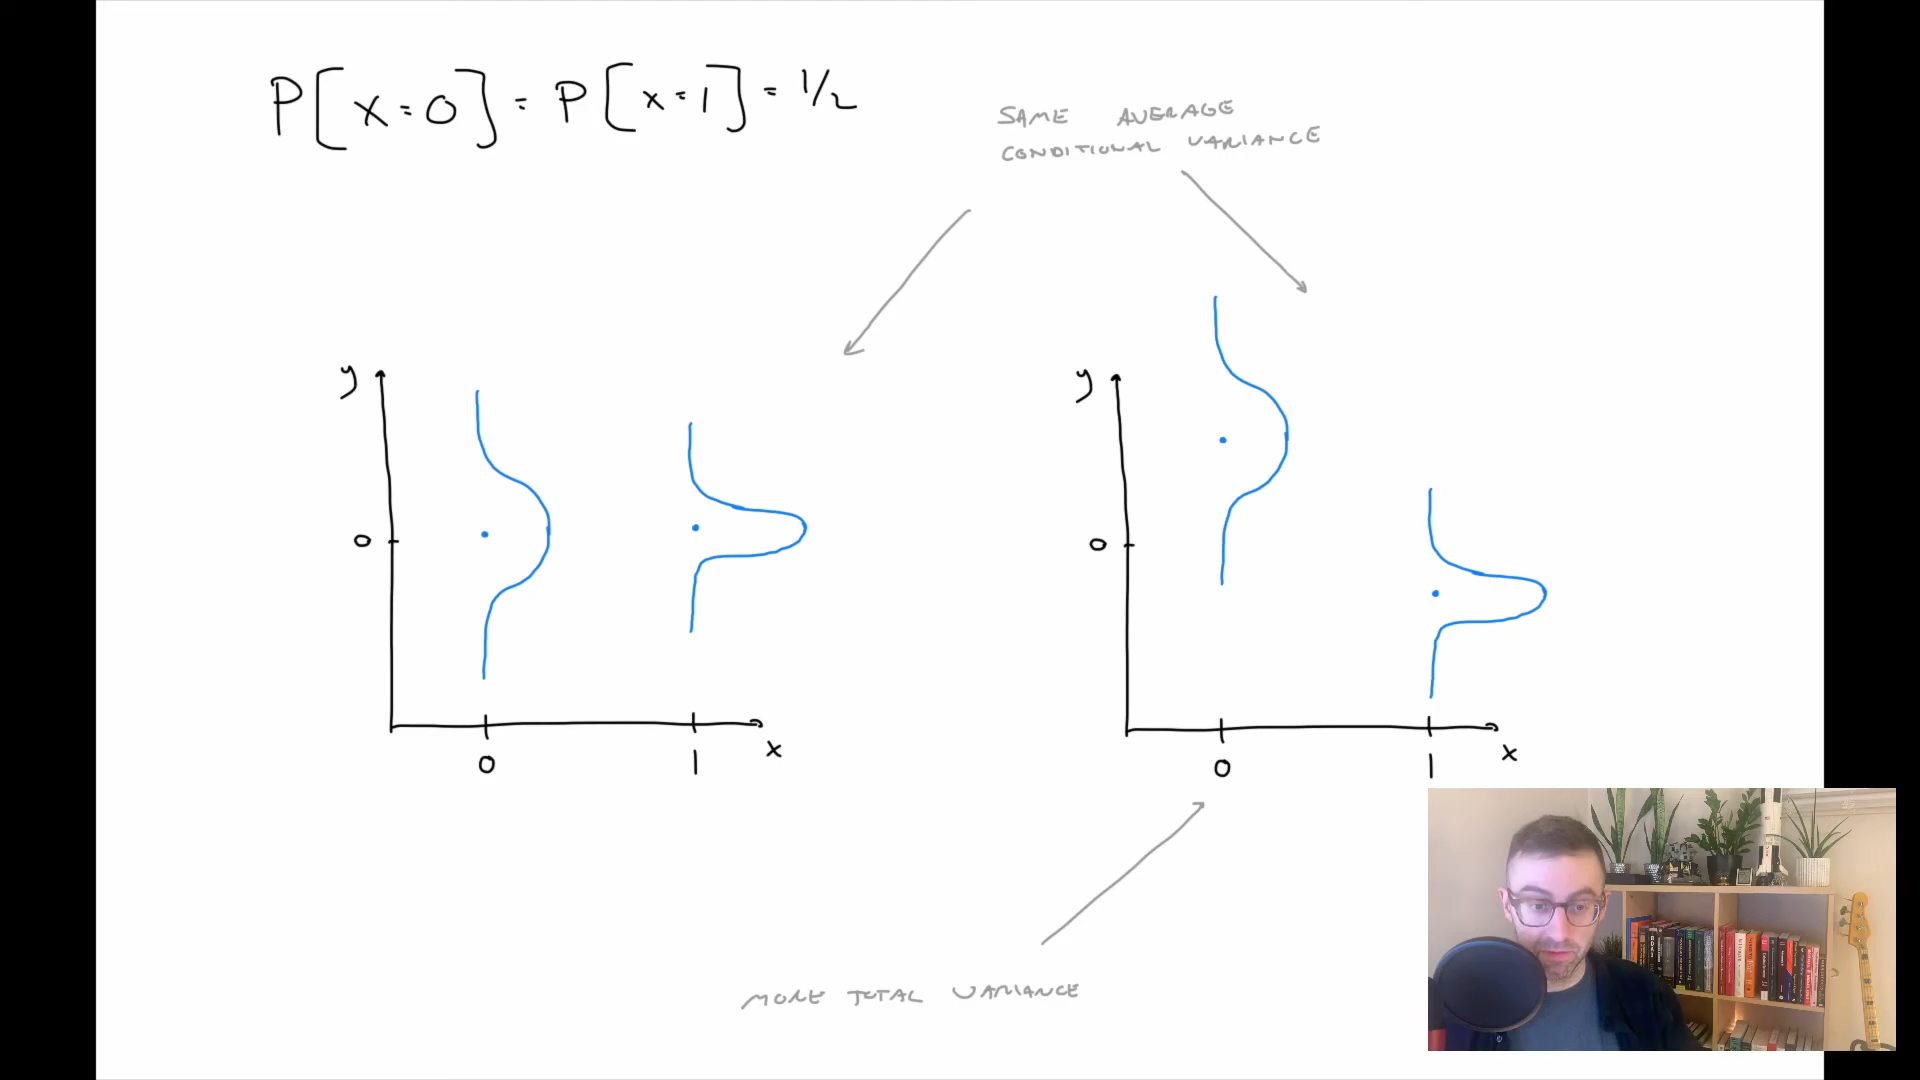 P[x=0] = P[x=1] = 1/2
SAME AVERAGE
CONDITIONAL VARIANCE
y
0
0
1
x
y
0
0
1
x
MORE TOTAL VARIANCE